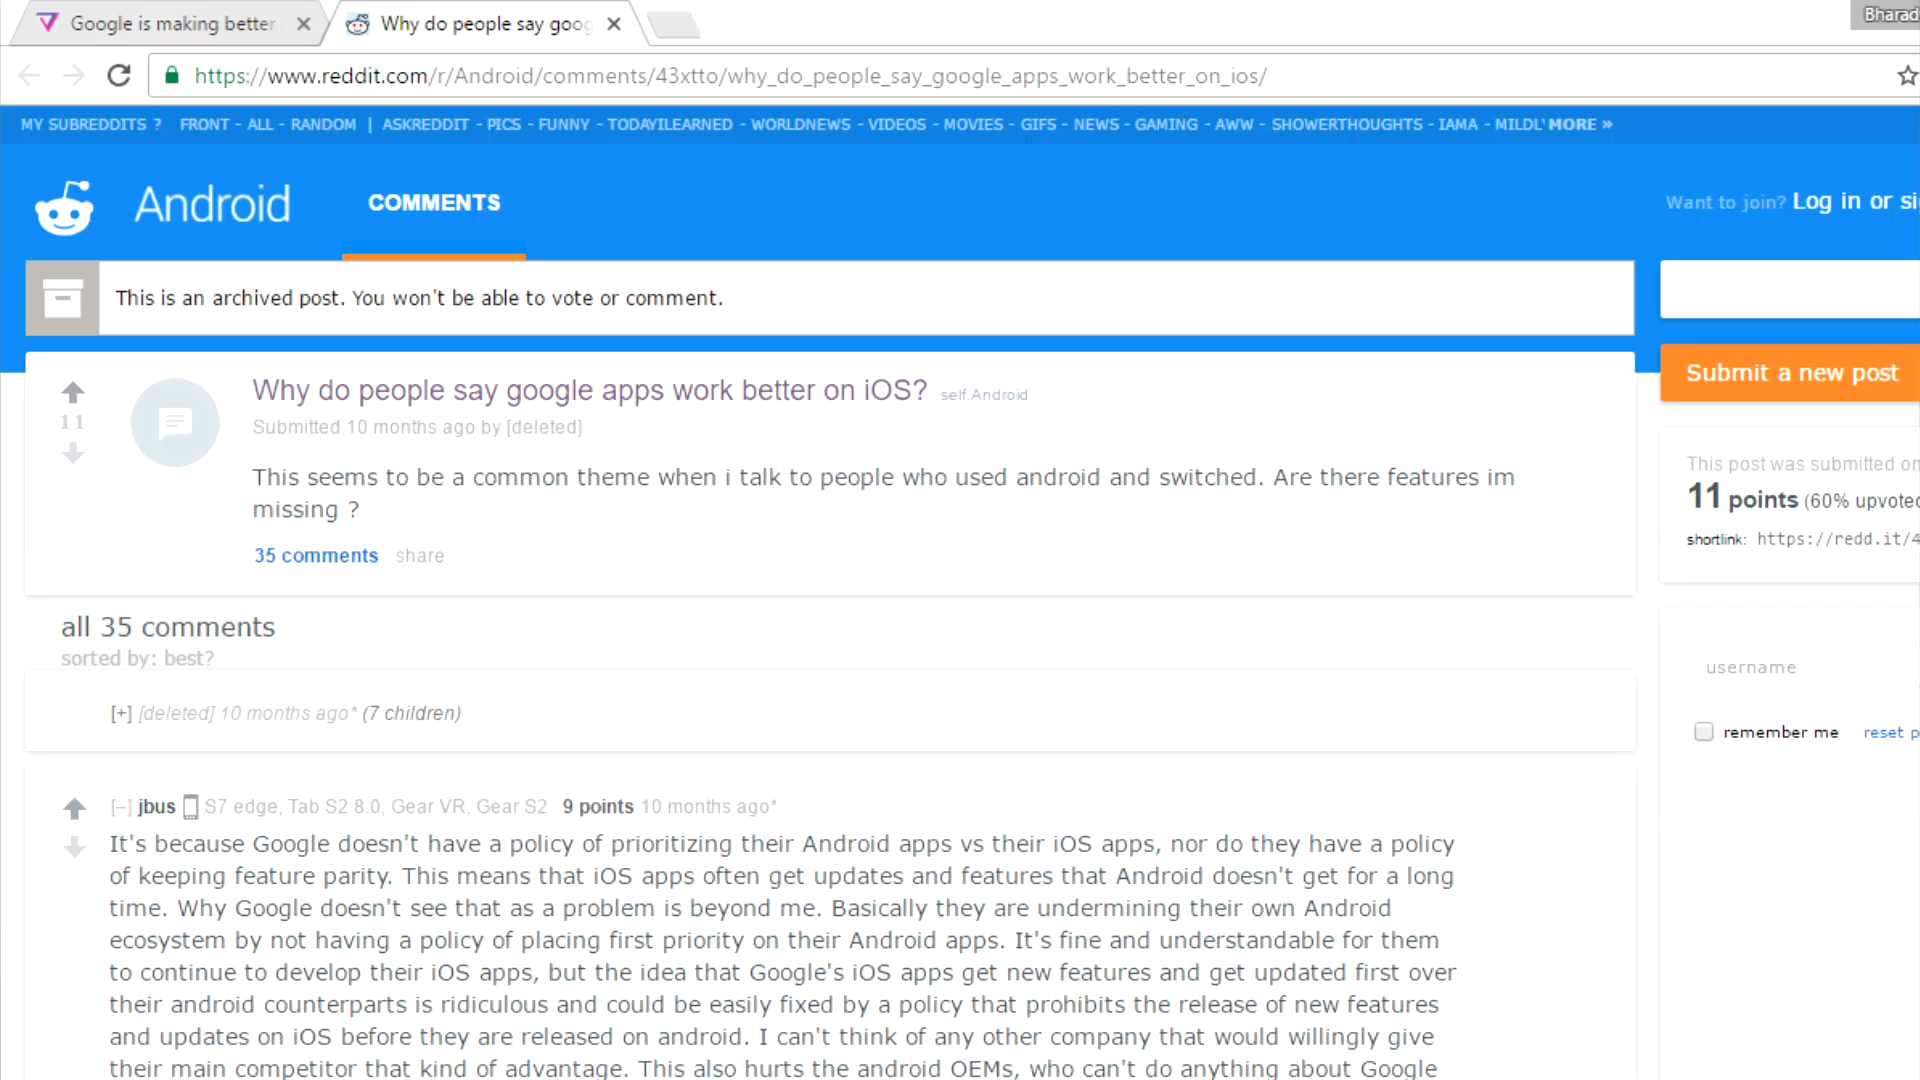 Google is making better
Why do people say goog
Bharad
https://www.reddit.com/r/Android/comments/43xtto/why_do_people_say_google_apps_work_better_on_ios/
MY SUBREDDITS ? FRONT - ALL - RANDOM | ASKREDDIT - PICS - FUNNY - TODAYILEARNED - WORLDNEWS - VIDEOS - MOVIES - GIFS - NEWS - GAMING - AWW - SHOWERTHOUGHTS - IAMA - MILDL MORE »
Android COMMENTS
Want to join? Log in or si
This is an archived post. You won't be able to vote or comment.
Why do people say google apps work better on iOS? self.Android
11
Submitted 10 months ago by [deleted]
This seems to be a common theme when i talk to people who used android and switched. Are there features im
missing ?
35 comments share
Submit a new post
This post was submitted on
11 points (60% upvoted
shortlink: https://redd.it/4
username
remember me reset p
all 35 comments
sorted by: best?
[+] [deleted] 10 months ago* (7 children)
[–] jbus S7 edge, Tab S2 8.0, Gear VR, Gear S2 9 points 10 months ago*
It's because Google doesn't have a policy of prioritizing their Android apps vs their iOS apps, nor do they have a policy
of keeping feature parity. This means that iOS apps often get updates and features that Android doesn't get for a long
time. Why Google doesn't see that as a problem is beyond me. Basically they are undermining their own Android
ecosystem by not having a policy of placing first priority on their Android apps. It's fine and understandable for them
to continue to develop their iOS apps, but the idea that Google's iOS apps get new features and get updated first over
their android counterparts is ridiculous and could be easily fixed by a policy that prohibits the release of new features
and updates on iOS before they are released on android. I can't think of any other company that would willingly give
their main competitor that kind of advantage. This also hurts the android OEMs, who can't do anything about Google